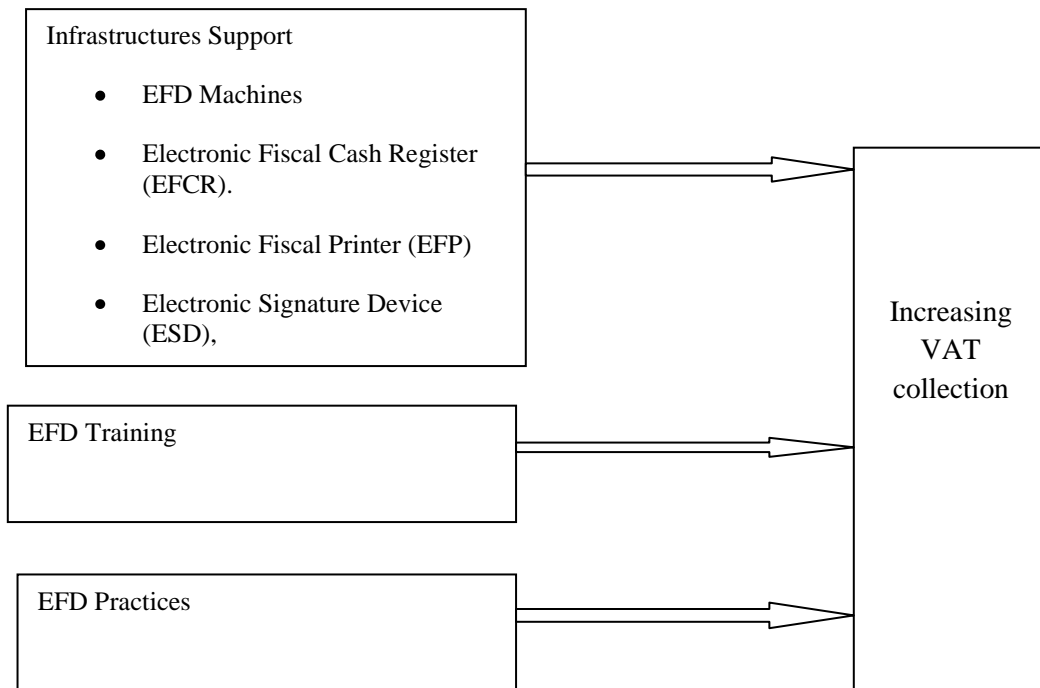 Infrastructures Support
• EFD Machines
• Electronic Fiscal Cash Register
(EFCR).
• Electronic Fiscal Printer (EFP)
• Electronic Signature Device
(ESD),
Increasing
VAT
collection
EFD Training
EFD Practices